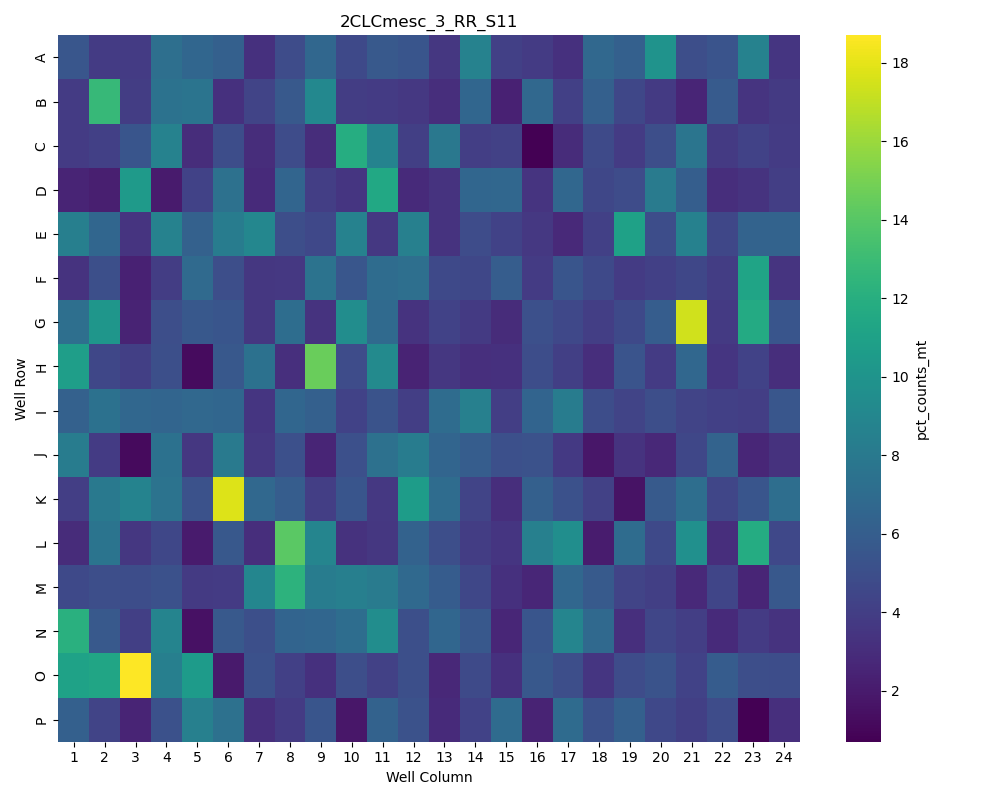 2CLCmesc_3_RR_S11
Well Row
A
B
C
D
E
F
G
H
I
J
K
L
M
N
O
P
1 2 3 4 5 6 7 8 9 10 11 12 13 14 15 16 17 18 19 20 21 22 23 24
Well Column
18
16
14
12
10
8
6
4
2
pct_counts_mt